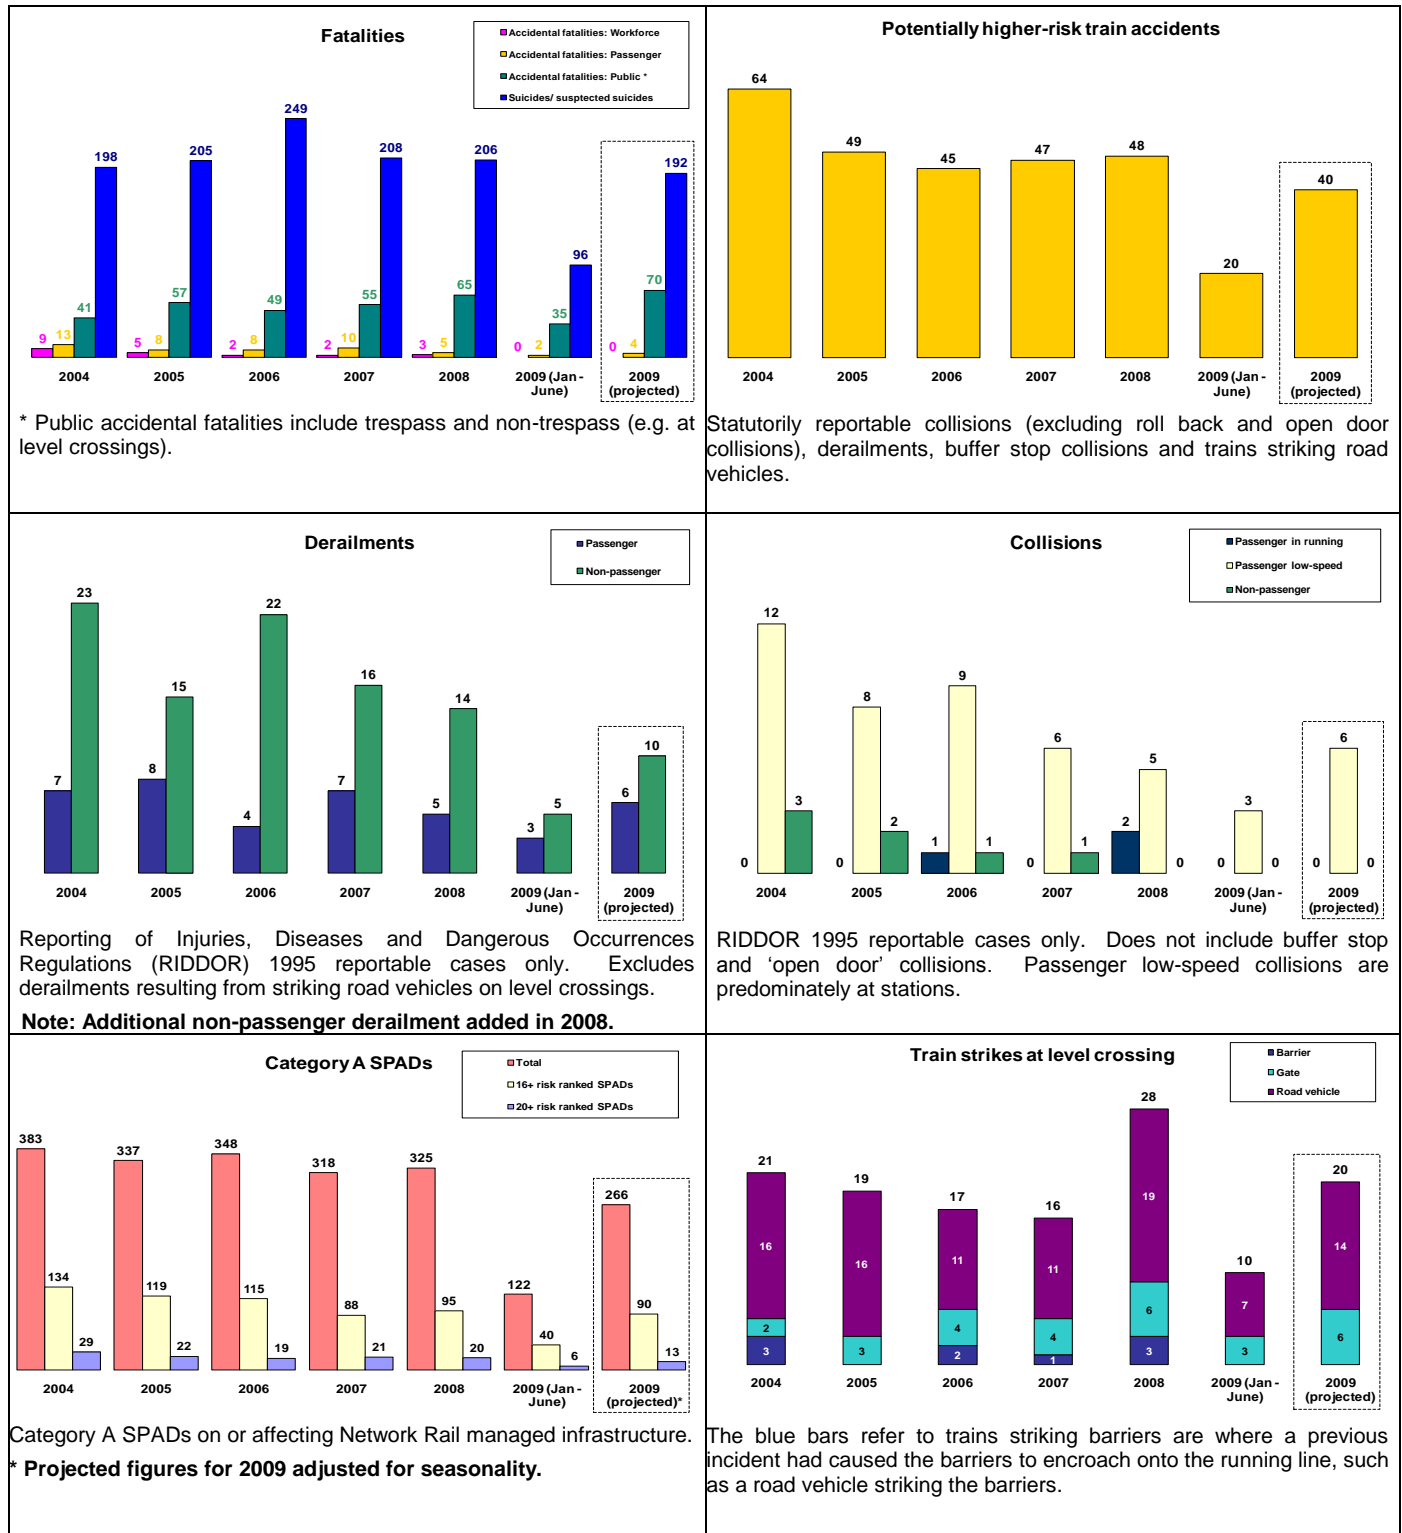 Fatalities
Accidental fatalities: Workforce
Accidental fatalities: Passenger
Accidental fatalities: Public *
Suicides/ susptected suicides
9 13 41 198
5 8 57 205
2 8 49 249
2 10 55 208
3 5 65 206
0 2 35 96
0 4 70 192
2004 2005 2006 2007 2008 2009 (Jan - 2009
June) (projected)
* Public accidental fatalities include trespass and non-trespass (e.g. at
level crossings).
Potentially higher-risk train accidents
64 49 45 47 48 20 40
2004 2005 2006 2007 2008 2009 (Jan - 2009
June) (projected)
Statutorily reportable collisions (excluding roll back and open door
collisions), derailments, buffer stop collisions and trains striking road
vehicles.
Derailments
Passenger
Non-passenger
7 23
8 15
4 22
7 16
5 14
3 5
6 10
2004 2005 2006 2007 2008 2009 (Jan - 2009
June) (projected)
Reporting of Injuries, Diseases and Dangerous Occurrences
Regulations (RIDDOR) 1995 reportable cases only. Excludes
derailments resulting from striking road vehicles on level crossings.
Note: Additional non-passenger derailment added in 2008.
Collisions
Passenger in running
Passenger low-speed
Non-passenger
0 12 3
0 8 2
1 9 1
0 6 1
2 5 0
0 3 0
0 6 0
2004 2005 2006 2007 2008 2009 (Jan - 2009
June) (projected)
RIDDOR 1995 reportable cases only. Does not include buffer stop
and ‘open door’ collisions. Passenger low-speed collisions are
predominately at stations.
Category A SPADs
Total
16+ risk ranked SPADs
20+ risk ranked SPADs
383 134 29
337 119 22
348 115 19
318 88 21
325 95 20
122 40 6
266 90 13
2004 2005 2006 2007 2008 2009 (Jan - 2009
June) (projected)*
Category A SPADs on or affecting Network Rail managed infrastructure.
* Projected figures for 2009 adjusted for seasonality.
Train strikes at level crossing
Barrier
Gate
Road vehicle
21 16 2 3
19 16 3
17 11 4 2
16 11 4 1
28 19 6 3
10 7 3
20 14 6
2004 2005 2006 2007 2008 2009 (Jan - 2009
June) (projected)
The blue bars refer to trains striking barriers are where a previous
incident had caused the barriers to encroach onto the running line, such
as a road vehicle striking the barriers.